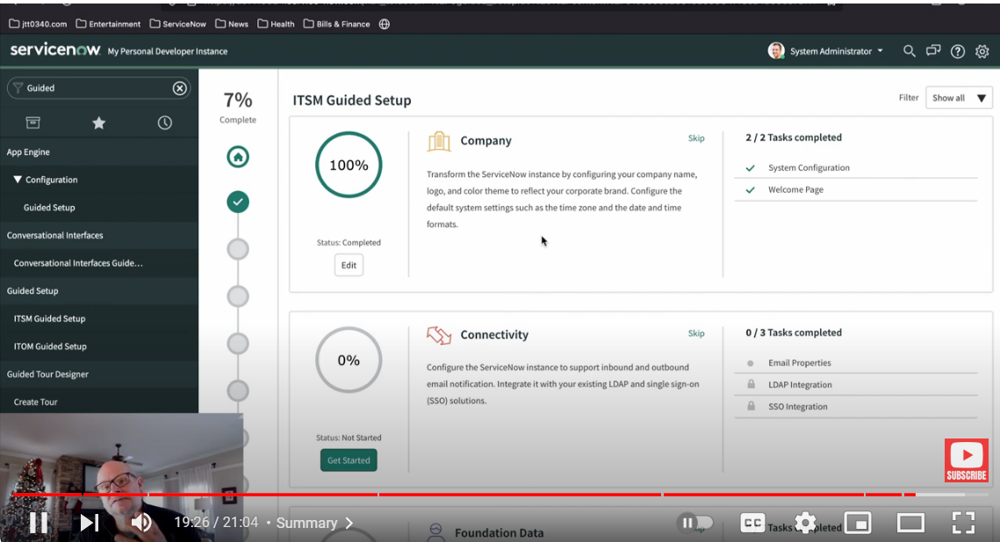 jtt0340.com Entertainment ServiceNow News Health Bills & Finance
servicenow My Personal Developer Instance
System Administrator
Guided
App Engine
Configuration
Guided Setup
Conversational Interfaces
Conversational Interfaces Guide...
Guided Setup
ITSM Guided Setup
ITOM Guided Setup
Guided Tour Designer
Create Tour
7%
Complete
ITSM Guided Setup
Filter Show all
100%
Status: Completed
Edit
Company
Skip
Transform the ServiceNow instance by configuring your company name,
logo, and color theme to reflect your corporate brand. Configure the
default system settings such as the time zone and the date and time
formats.
2 / 2 Tasks completed
System Configuration
Welcome Page
0%
Status: Not Started
Get Started
Connectivity
Skip
Configure the ServiceNow instance to support inbound and outbound
email notification. Integrate it with your existing LDAP and single sign-on
(SSO) solutions.
0 / 3 Tasks completed
Email Properties
LDAP Integration
SSO Integration
SUBSCRIBE
Foundation Data
Tasks
19:26 / 21:04 • Summary
CC